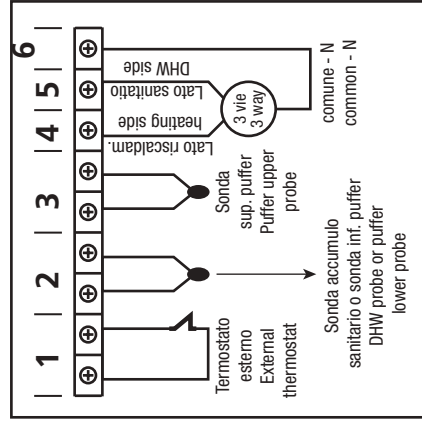 1
2
3
4
5
6
Termostato
esterno
External
thermostat
Sonda accumulo
sanitario o sonda inf. puffer
DHW probe or puffer
lower probe
Sonda
sup. puffer
Puffer upper
probe
Lato riscaldam.
heating side
Lato sanitatio
DHW side
3 vie
3 way
comune - N
common - N